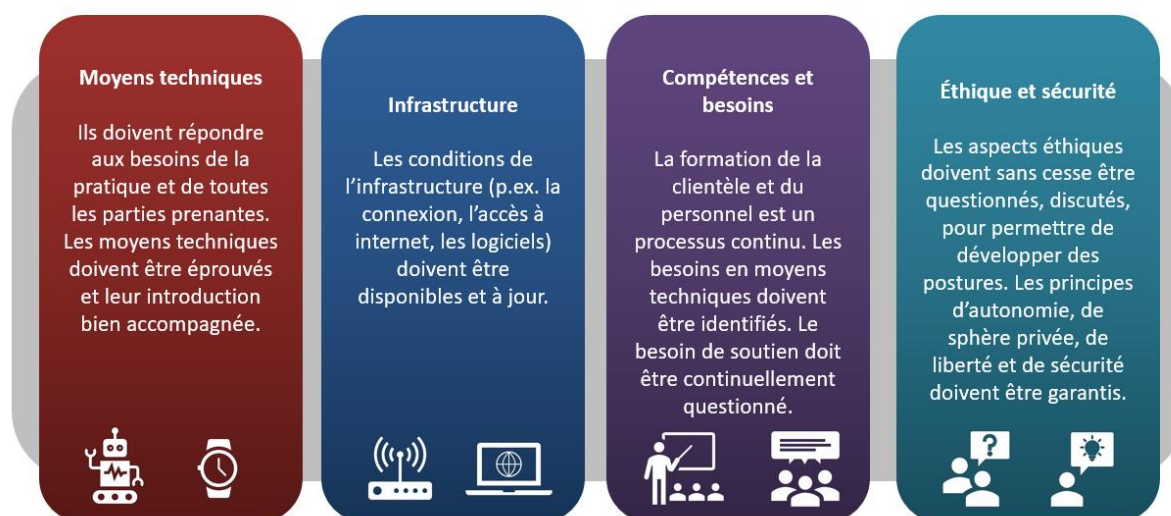 Moyens techniques
Ils doivent répondre
aux besoins de la
pratique et de toutes
les parties prenantes.
Les moyens techniques
doivent être éprouvés
et leur introduction
bien accompagnée.
Infrastructure
Les conditions de
l’infrastructure (p.ex. la
connexion, l’accès à
internet, les logiciels)
doivent être
disponibles et à jour.
Compétences et
besoins
La formation de la
clientèle et du
personnel est un
processus continu. Les
besoins en moyens
techniques doivent
être identifiés. Le
besoin de soutien doit
être continuellement
questionné.
Éthique et sécurité
Les aspects éthiques
doivent sans cesse être
questionnés, discutés,
pour permettre de
développer des
postures. Les principes
d’autonomie, de
sphère privée, de
liberté et de sécurité
doivent être garantis.
?